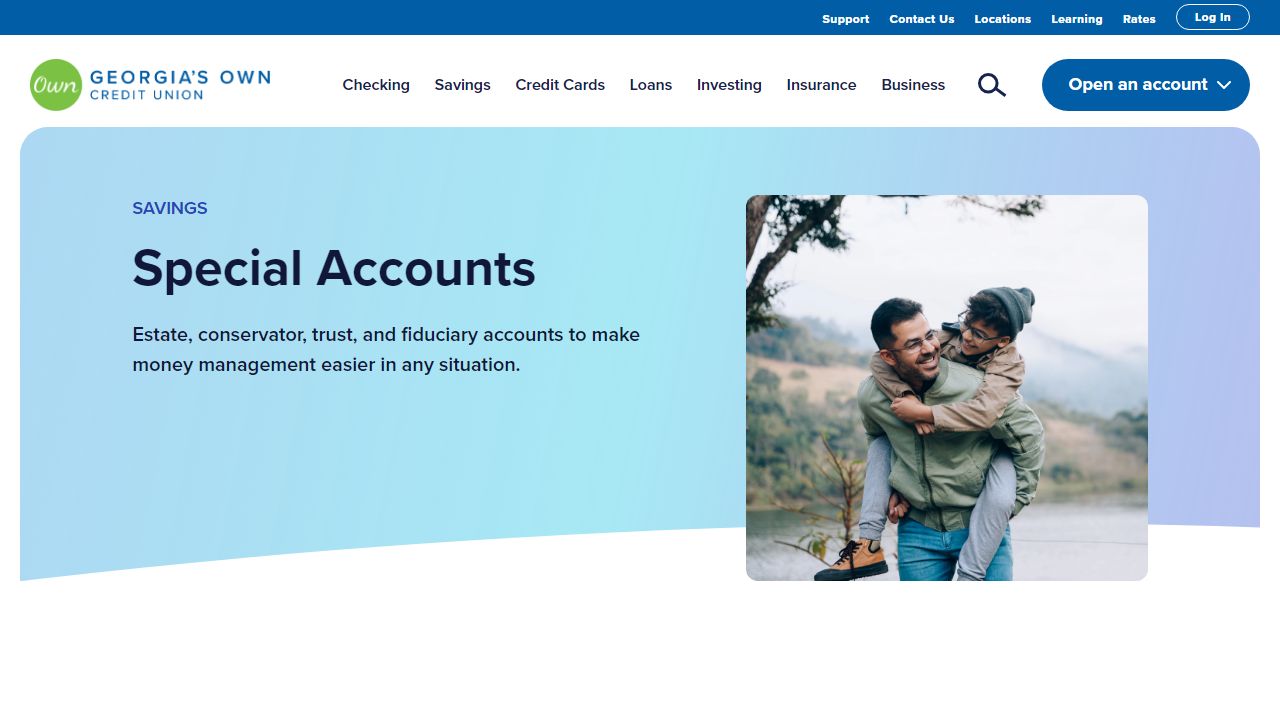 Support Contact Us Locations Learning Rates Log In
Own GEORGIA'S OWN
CREDIT UNION
Checking Savings Credit Cards Loans Investing Insurance Business Open an account
SAVINGS
Special Accounts
Estate, conservator, trust, and fiduciary accounts to make
money management easier in any situation.